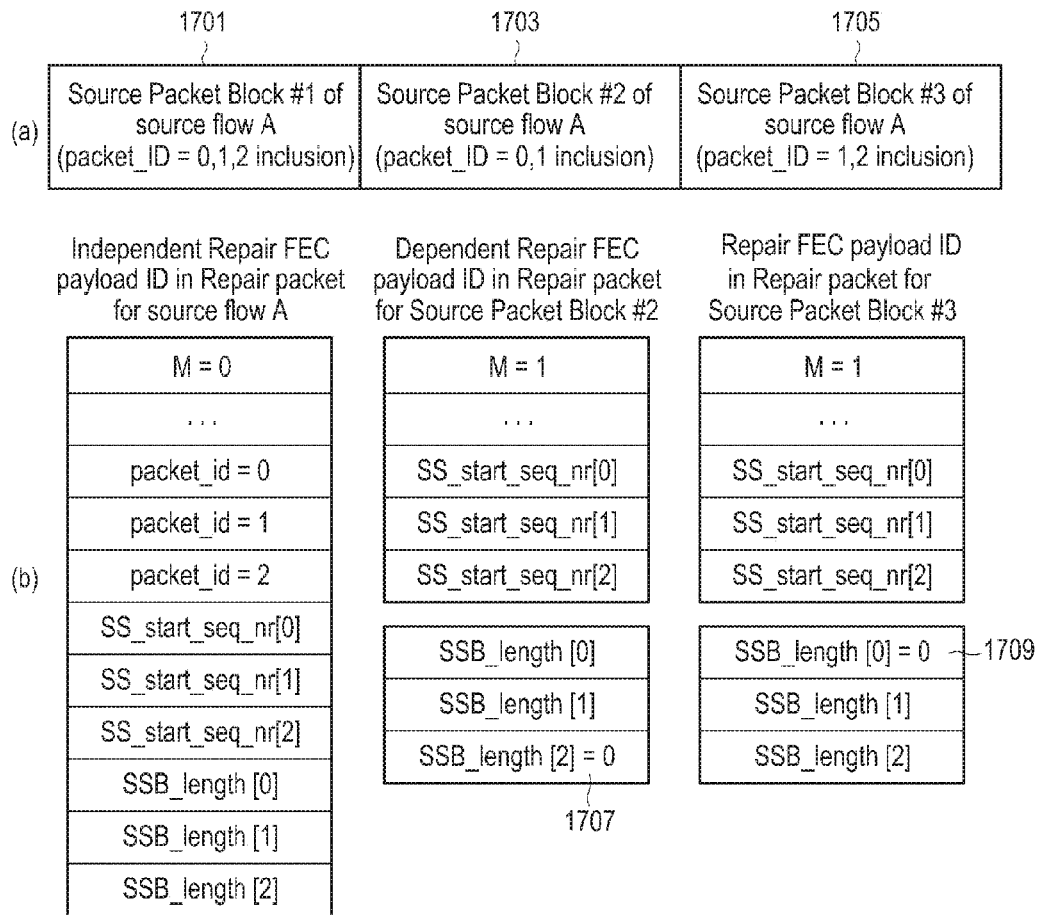 1701
1703
1705
(a)
Source Packet Block #1 of
source flow A
(packet_ID = 0,1,2 inclusion)
Source Packet Block #2 of
source flow A
(packet_ID = 0,1 inclusion)
Source Packet Block #3 of
source flow A
(packet_ID = 1,2 inclusion)
(b)
Independent Repair FEC
payload ID in Repair packet
for source flow A
M = 0
. . .
packet_id = 0
packet_id = 1
packet_id = 2
SS_start_seq_nr[0]
SS_start_seq_nr[1]
SS_start_seq_nr[2]
SSB_length [0]
SSB_length [1]
SSB_length [2]
Dependent Repair FEC
payload ID in Repair packet
for Source Packet Block #2
M = 1
. . .
SS_start_seq_nr[0]
SS_start_seq_nr[1]
SS_start_seq_nr[2]
SSB_length [0]
SSB_length [1]
SSB_length [2] = 0
1707
Repair FEC payload ID
in Repair packet for
Source Packet Block #3
M = 1
. . .
SS_start_seq_nr[0]
SS_start_seq_nr[1]
SS_start_seq_nr[2]
SSB_length [0] = 0
1709
SSB_length [1]
SSB_length [2]